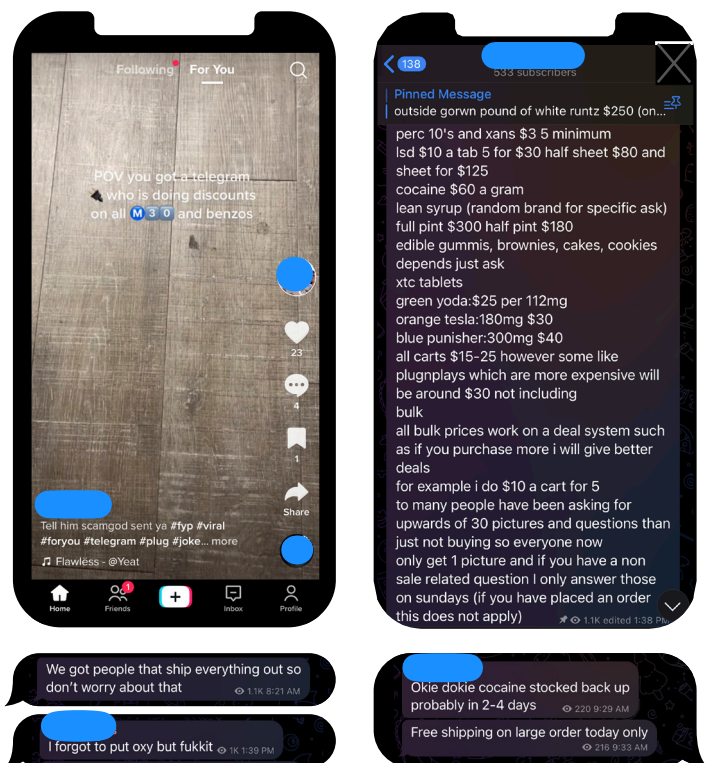 Following For You
POV you got a telegram
🔌 who is doing discounts
on all Ⓜ️3️⃣0️⃣ and benzos
23
4
1
Share
Tell him scamgod sent ya #fyp #viral
#foryou #telegram #plug #joke... more
♫ Flawless - @Yeat
1
Home Friends Inbox Profile
138
533 subscribers
Pinned Message
outside gorwn pound of white runtz $250 (on...
perc 10's and xans $3 5 minimum
lsd $10 a tab 5 for $30 half sheet $80 and
sheet for $125
cocaine $60 a gram
lean syrup (random brand for specific ask)
full pint $300 half pint $180
edible gummis, brownies, cakes, cookies
depends just ask
xtc tablets
green yoda:$25 per 112mg
orange tesla:180mg $30
blue punisher:300mg $40
all carts $15-25 however some like
plugnplays which are more expensive will
be around $30 not including
bulk
all bulk prices work on a deal system such
as if you purchase more i will give better
deals
for example i do $10 a cart for 5
to many people have been asking for
upwards of 30 pictures and questions than
just not buying so everyone now
only get 1 picture and if you have a non
sale related question I only answer those
on sundays (if you have placed an order
this does not apply) 1.1K edited 1:38 PM
We got people that ship everything out so
don't worry about that 1.1K 8:21 AM
I forgot to put oxy but fukkit 1K 1:39 PM
Okie dokie cocaine stocked back up
probably in 2-4 days 220 9:29 AM
Free shipping on large order today only
216 9:33 AM